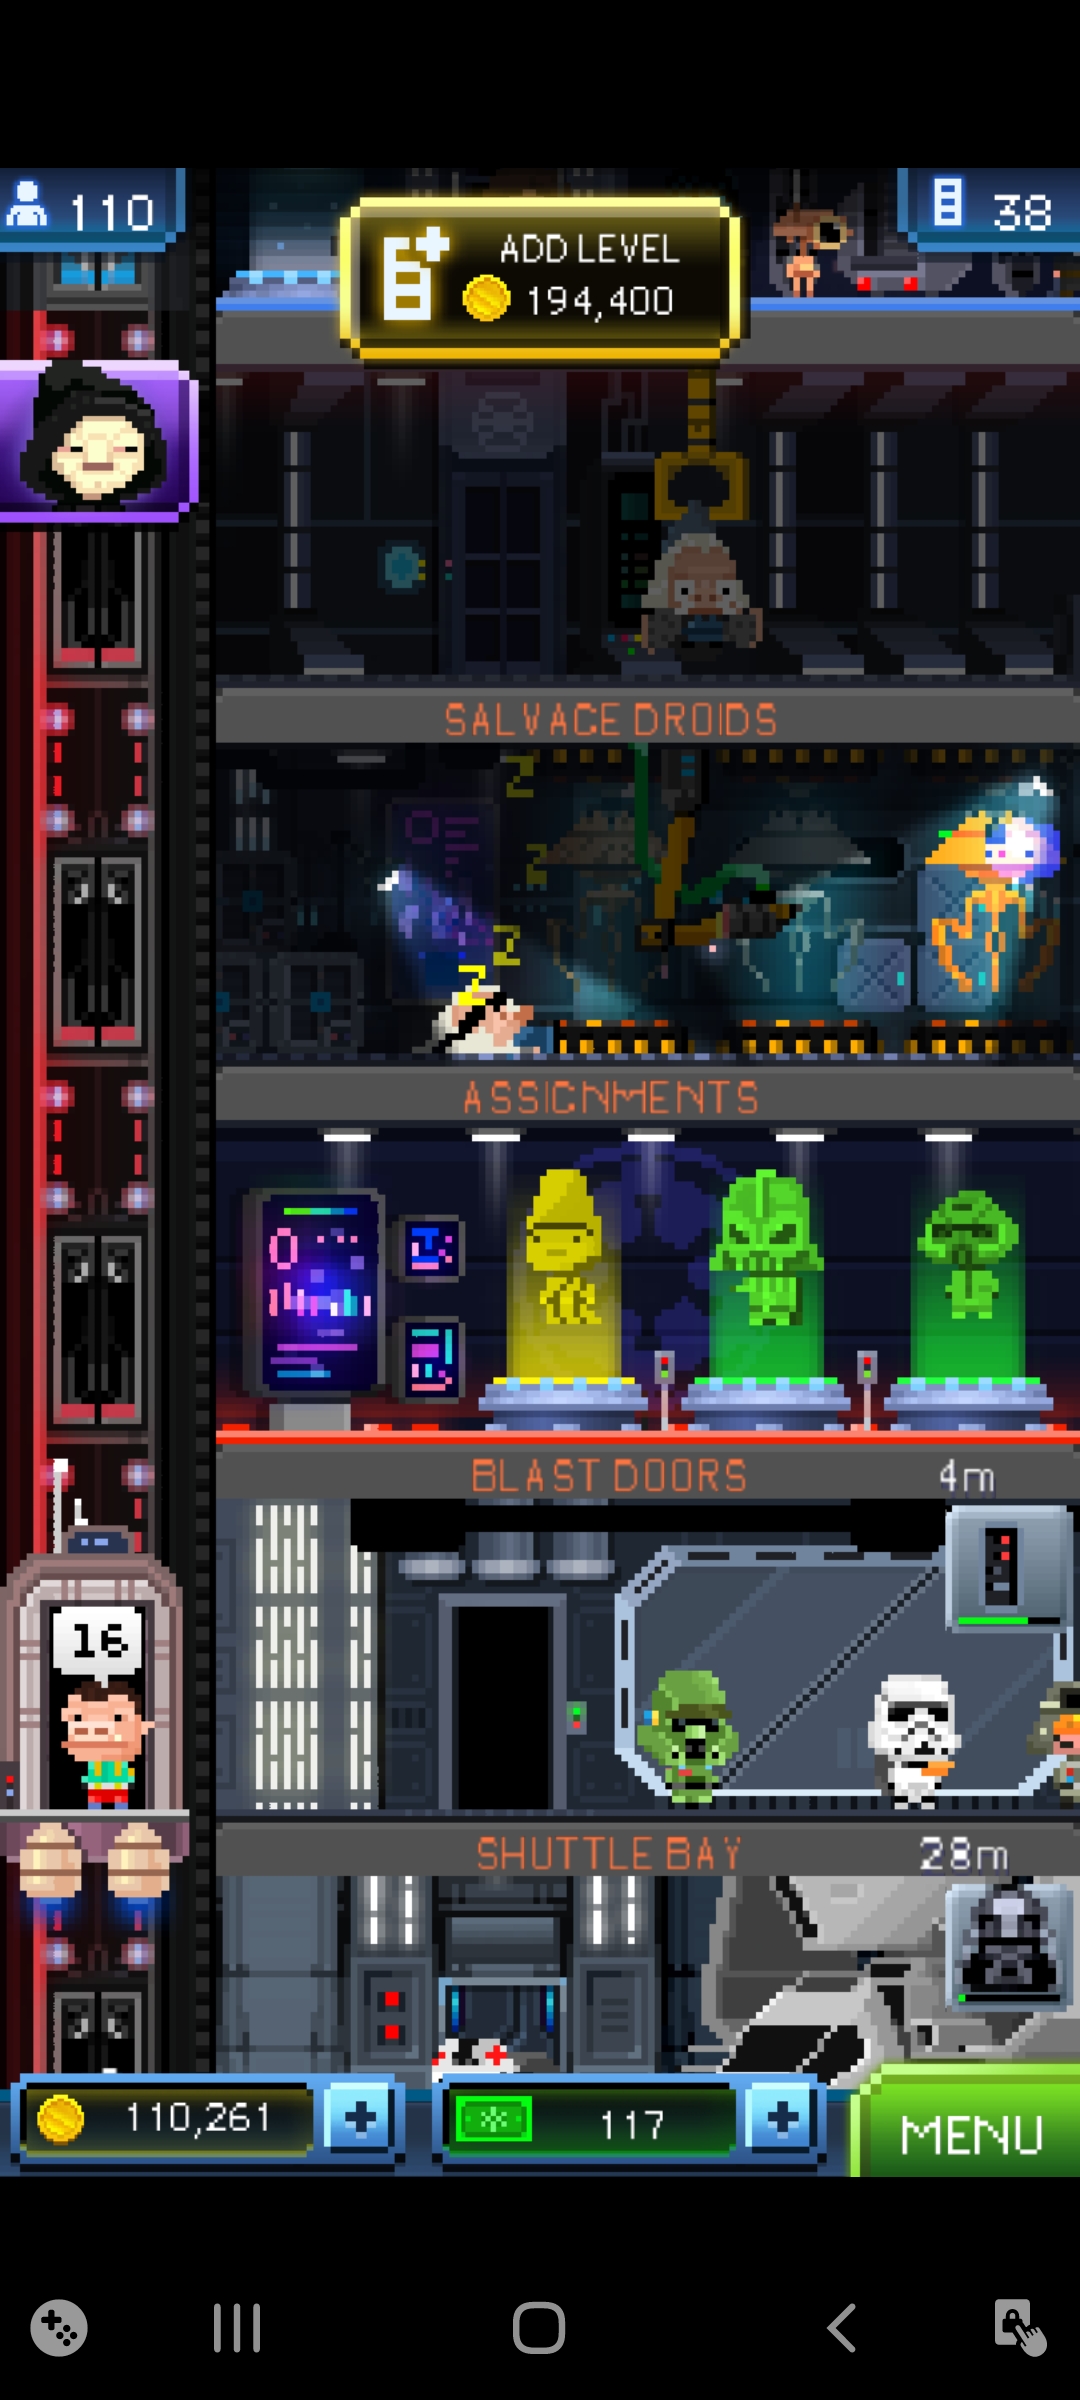 110
38
ADD LEVEL
194,400
SALVAGE DROIDS
Z
Z
Z
Z
ASSIGNMENTS
BLAST DOORS 4m
16
SHUTTLE BAY 28m
110,261
117
MENU